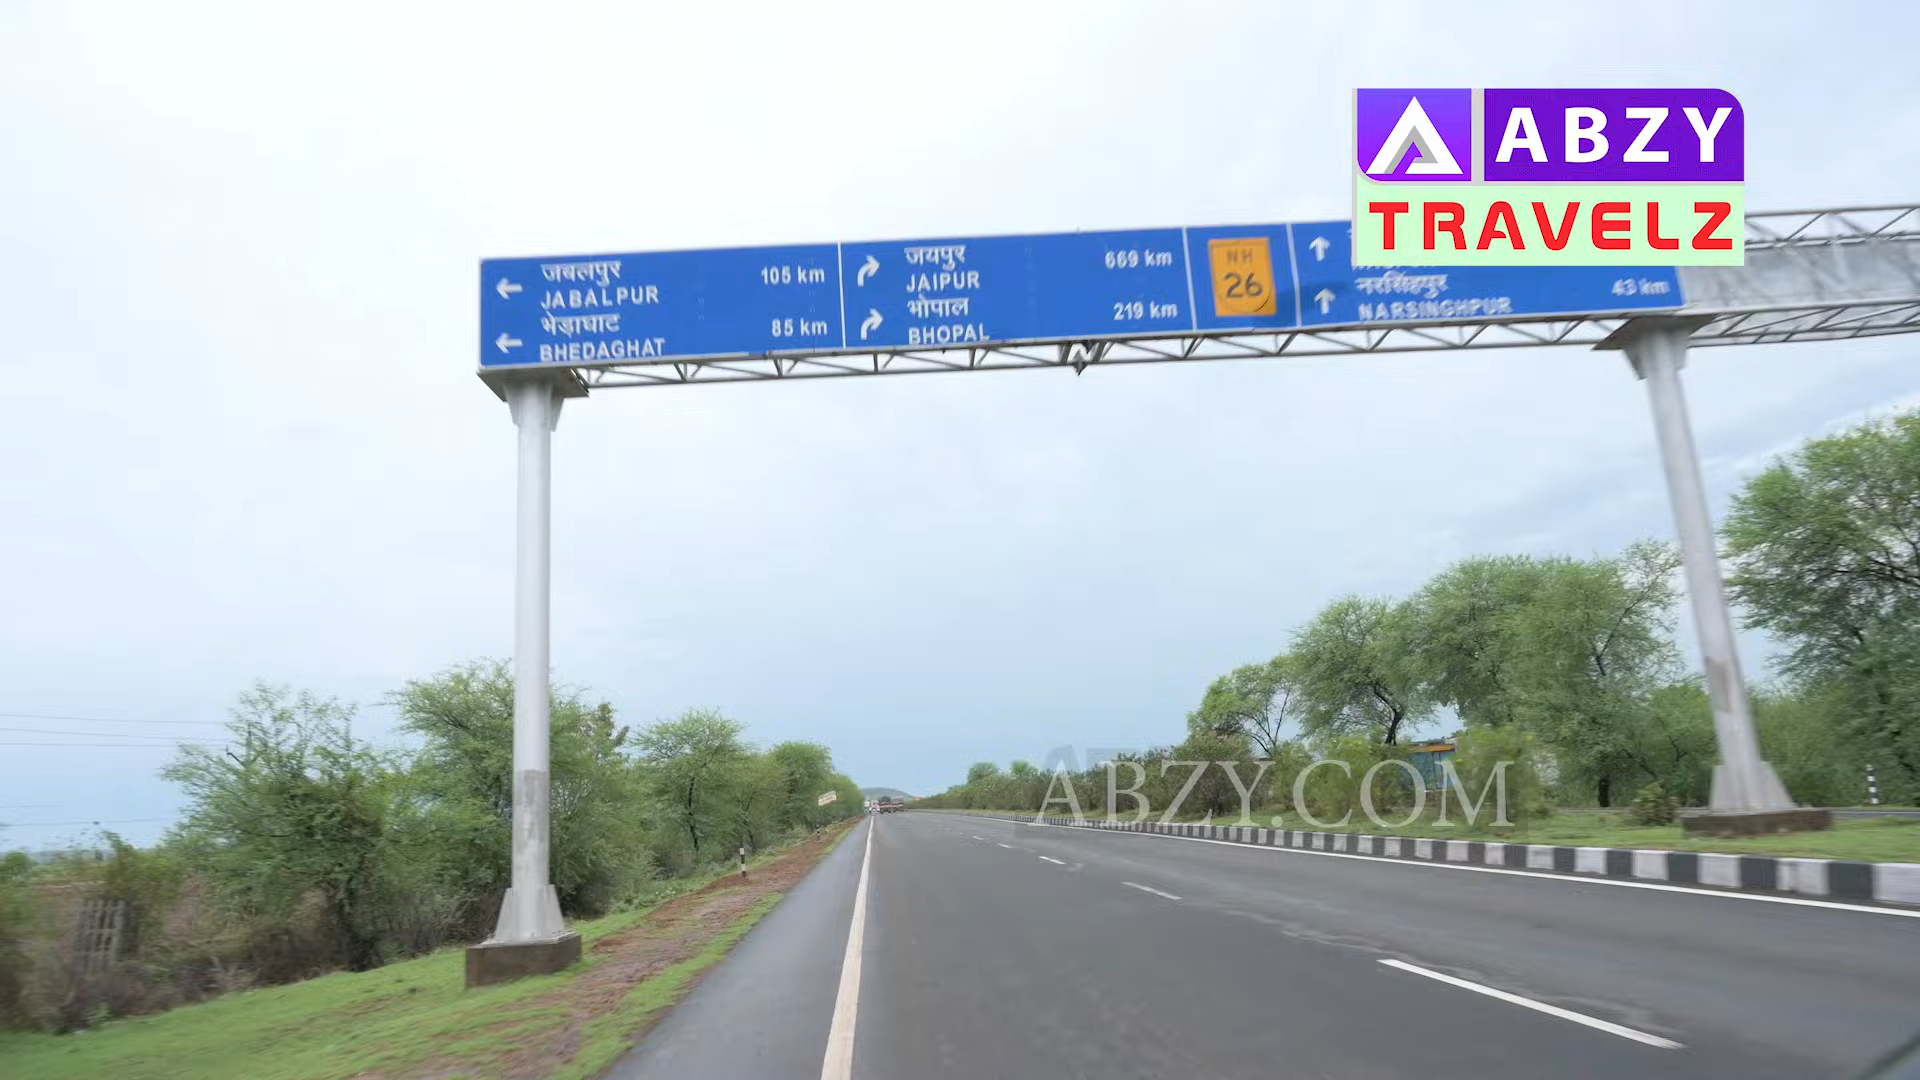 ABZY
TRAVELZ
जबलपुर 105 km
JABALPUR
भेड़ाघाट 85 km
BHEDAGHAT
जयपुर 669 km
JAIPUR
भोपाल 219 km
BHOPAL
NH
26
नरसिंहपुर 43 km
NARSINGHPUR
ABZY.COM